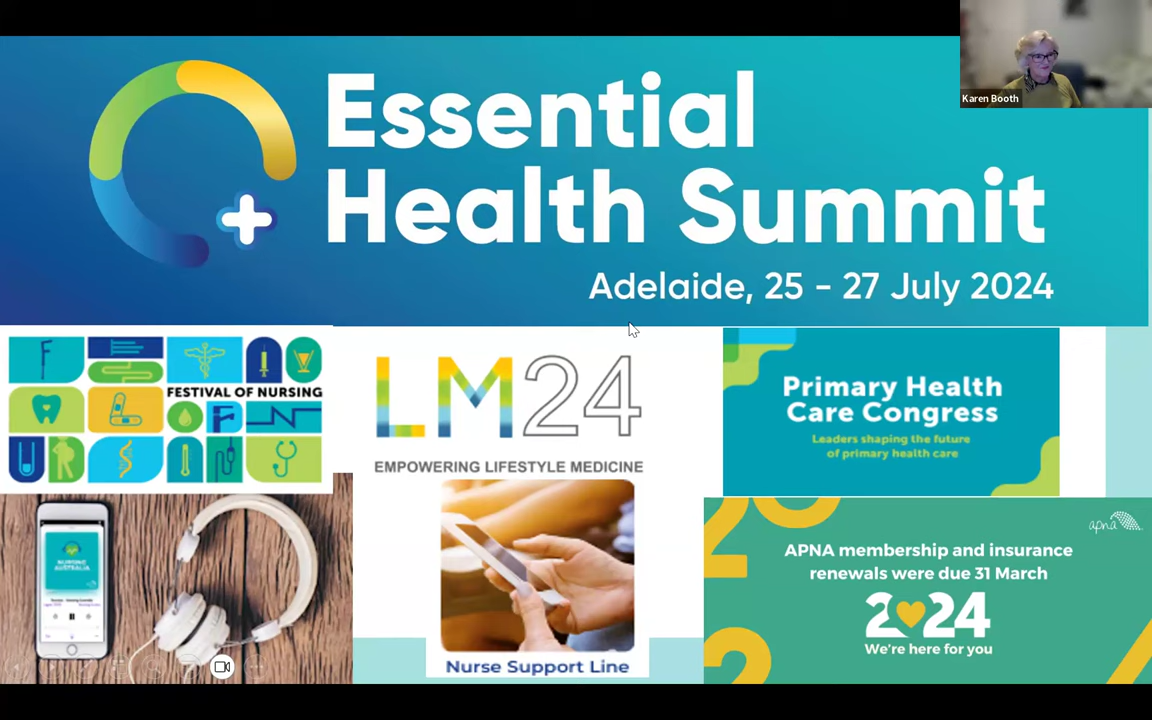 Karen Booth
Essential
Health Summit
Adelaide, 25 - 27 July 2024
FESTIVAL OF NURSING
LM24
EMPOWERING LIFESTYLE MEDICINE
Primary Health
Care Congress
Leaders shaping the future
of primary health care
NURSING
AUSTRALIA
Nurse Support Line
apna
APNA membership and insurance
renewals were due 31 March
2024
We're here for you